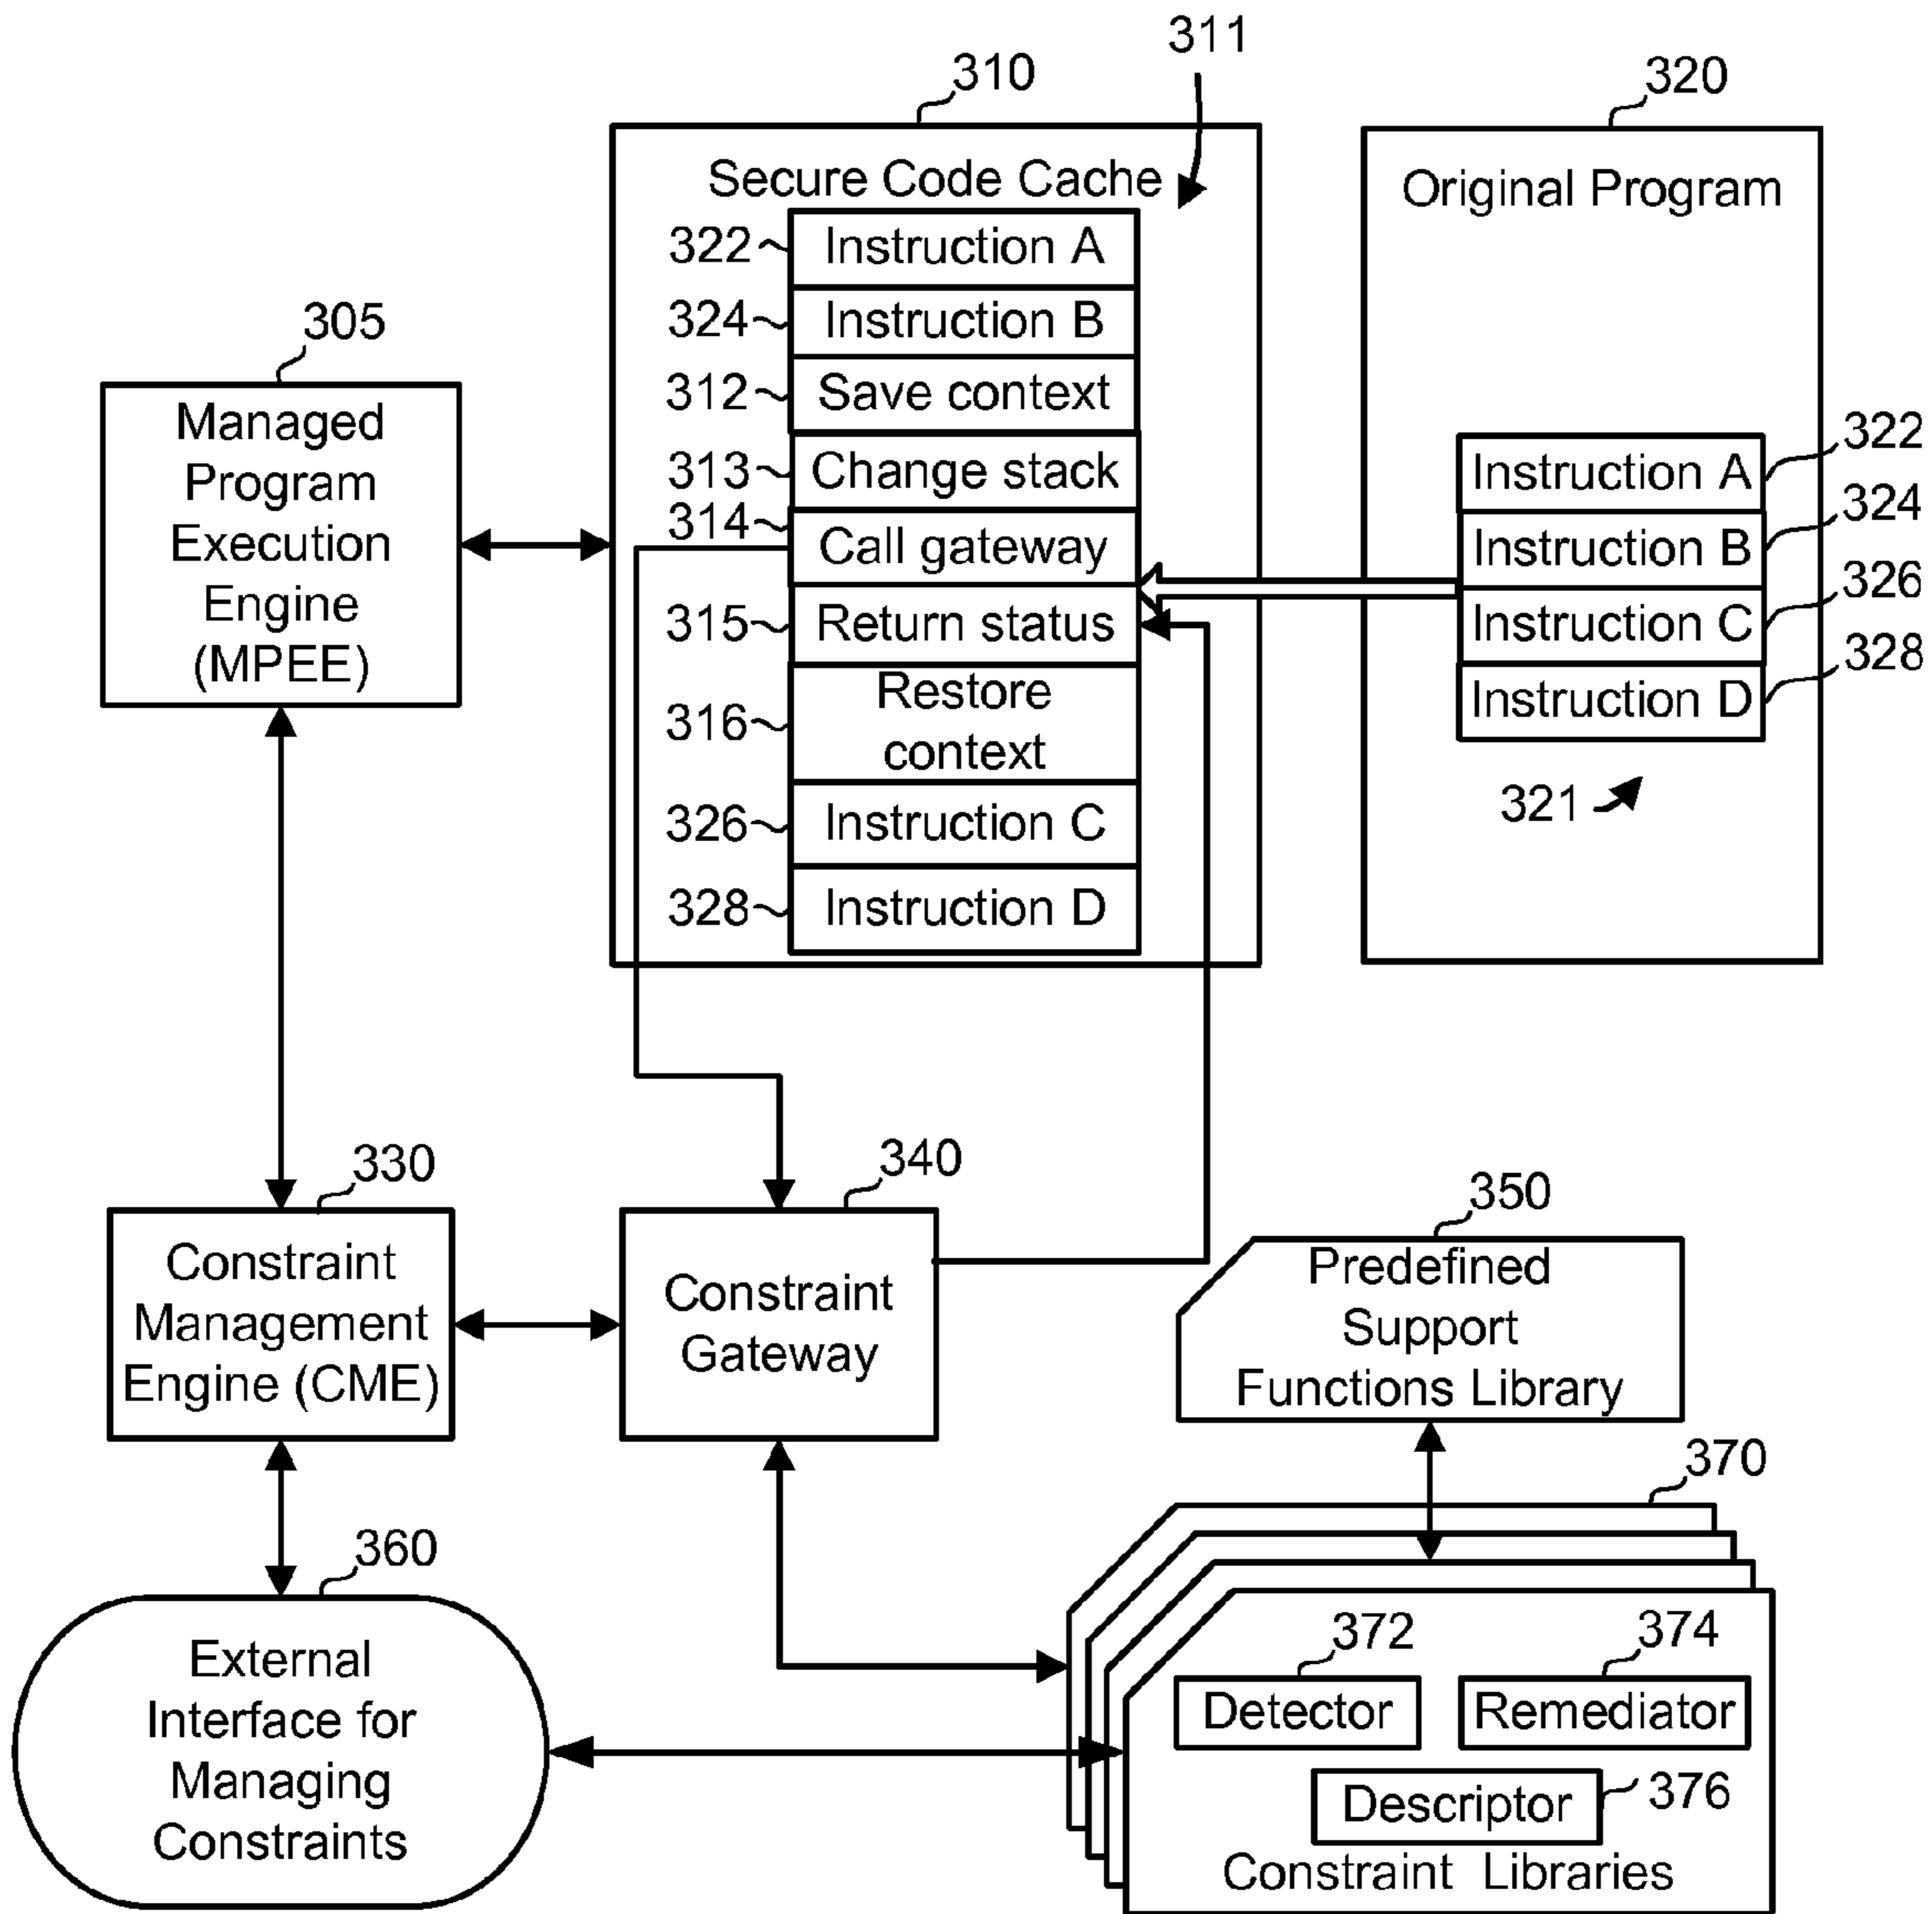 311
310
320
Secure Code Cache
Original Program
322
Instruction A
324
Instruction B
312
Save context
313
Change stack
314
Call gateway
315
Return status
316
Restore
context
326
Instruction C
328
Instruction D
Instruction A
322
Instruction B
324
Instruction C
326
Instruction D
328
321
305
Managed
Program
Execution
Engine
(MPEE)
330
Constraint
Management
Engine (CME)
340
Constraint
Gateway
350
Predefined
Support
Functions Library
360
External
Interface for
Managing
Constraints
370
372
Detector
374
Remediator
Descriptor
376
Constraint Libraries